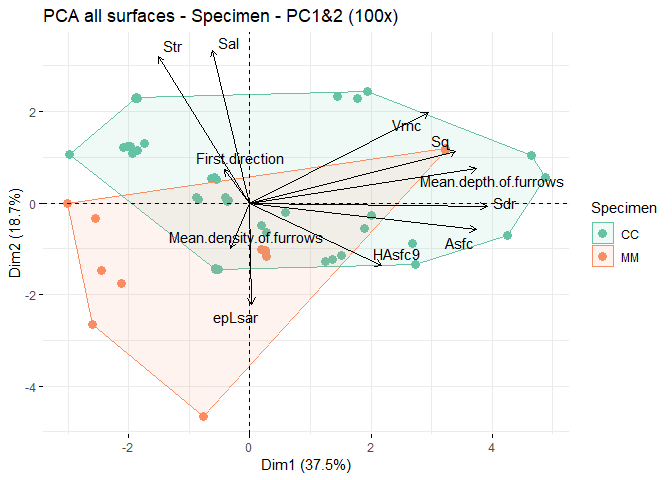 PCA all surfaces - Specimen - PC1&2 (100x)
Str
Sal
2
Vmc
Sq
First.direction
Mean.depth.of.furrows
0
Sdr
Mean.density.of.furrows
Asfc
HAsfc9
-2
epLsar
-4
Dim2 (18.7%)
-2
0
2
4
Dim1 (37.5%)
Specimen
CC
MM